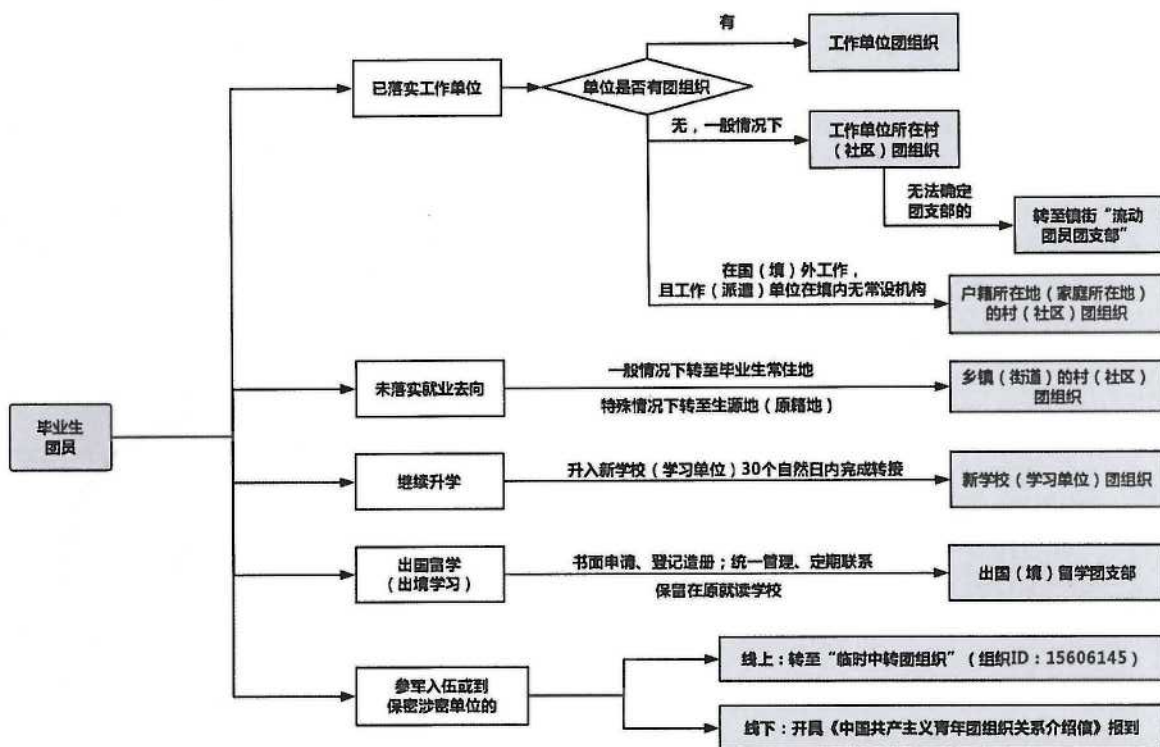 有
工作单位团组织
已落实工作单位
单位是否有团组织
无，一般情况下
工作单位所在村
（社区）团组织
无法确定
团支部的
转至镇街“流动
团员团支部”
在国（填）外工作，
且工作（派遣）单位在填内无常设机构
户籍所在地（家庭所在地）
的村（社区）团组织
未落实就业去向
一般情况下转至毕业生常住地
特殊情况下转至生源地（原籍地）
乡镇（街道）的村（社区）
团组织
毕业生
团员
继续升学
升入新学校（学习单位）30个自然日内完成转接
新学校（学习单位）团组织
出国留学
（出境学习）
书面申请、登记造册；统一管理、定期联系
保留在原就读学校
出国（境）留学团支部
参军入伍或到
保密涉密单位的
线上：转至“临时中转团组织”（组织ID：15606145）
线下：开具《中国共产主义青年团组织关系介绍信》报到